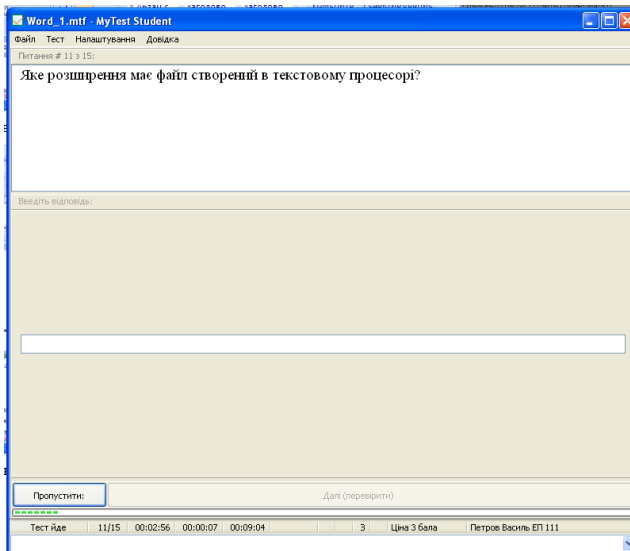 Word_1.mtf - MyTest Student
Файл Тест Налаштування Довідка
Питання # 11 з 15:
Яке розширення має файл створений в текстовому процесорі?
Введіть відповідь:
Пропустити:
Далі (перевірити)
Тест йде 11/15 00:02:56 00:00:07 00:09:04 3 Ціна 3 бала Петров Василь ЕП 111